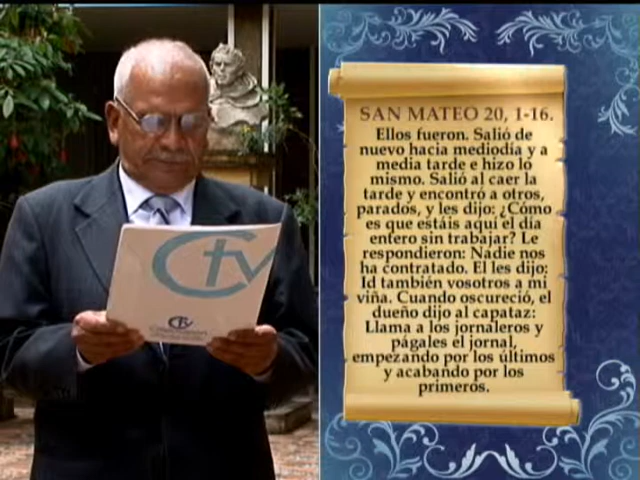 Ctv
Ctv
SAN MATEO 20, 1-16.
Ellos fueron. Salió de
nuevo hacia mediodía y a
media tarde e hizo lo
mismo. Salió al caer la
tarde y encontró a otros,
parados, y les dijo: ¿Cómo
es que estáis aquí el día
entero sin trabajar? Le
respondieron: Nadie nos
ha contratado. El les dijo:
Id también vosotros a mi
viña. Cuando oscureció, el
dueño dijo al capataz:
Llama a los jornaleros y
págales el jornal,
empezando por los últimos
y acabando por los
primeros.